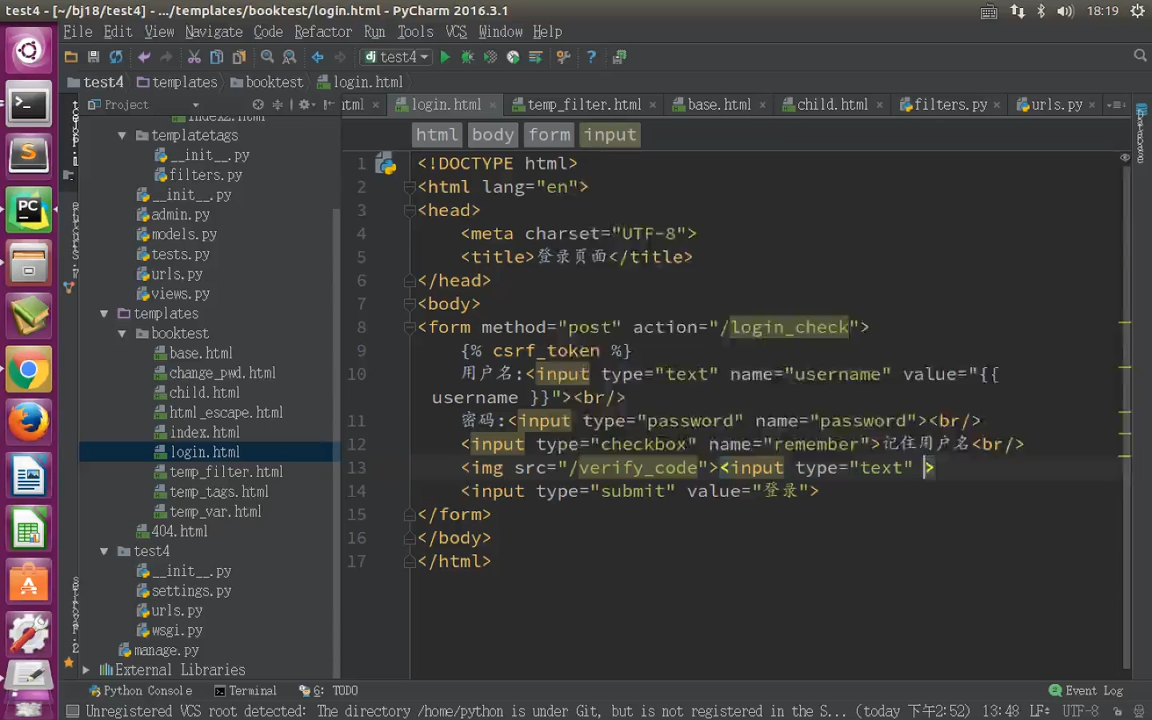 test4 - [~/bj18/test4] - .../templates/booktest/login.html - PyCharm 2016.3.1
18:19
File Edit View Navigate Code Refactor Run Tools VCS Window Help
test4
test4 templates booktest login.html
Project
html login.html temp_filter.html base.html child.html filters.py urls.py
html body form input
index2.html
templatetags
__init__.py
filters.py
__init__.py
admin.py
models.py
tests.py
urls.py
views.py
templates
booktest
base.html
change_pwd.html
child.html
html_escape.html
index.html
login.html
temp_filter.html
temp_tags.html
temp_var.html
404.html
test4
__init__.py
settings.py
urls.py
wsgi.py
manage.py
External Libraries
1 <!DOCTYPE html>
2 <html lang="en">
3 <head>
4 <meta charset="UTF-8">
5 <title>登录页面</title>
6 </head>
7 <body>
8 <form method="post" action="/login_check">
9 {% csrf_token %}
10 用户名:<input type="text" name="username" value="{{
username }}"><br/>
11 密码:<input type="password" name="password"><br/>
12 <input type="checkbox" name="remember">记住用户名<br/>
13 <img src="/verify_code"><input type="text" >
14 <input type="submit" value="登录">
15 </form>
16 </body>
17 </html>
Python Console Terminal 6: TODO Event Log
Unregistered VCS root detected: The directory /home/python is under Git, but is not registered in the S... (today 下午2:52) 13:48 LF÷ UTF-8÷